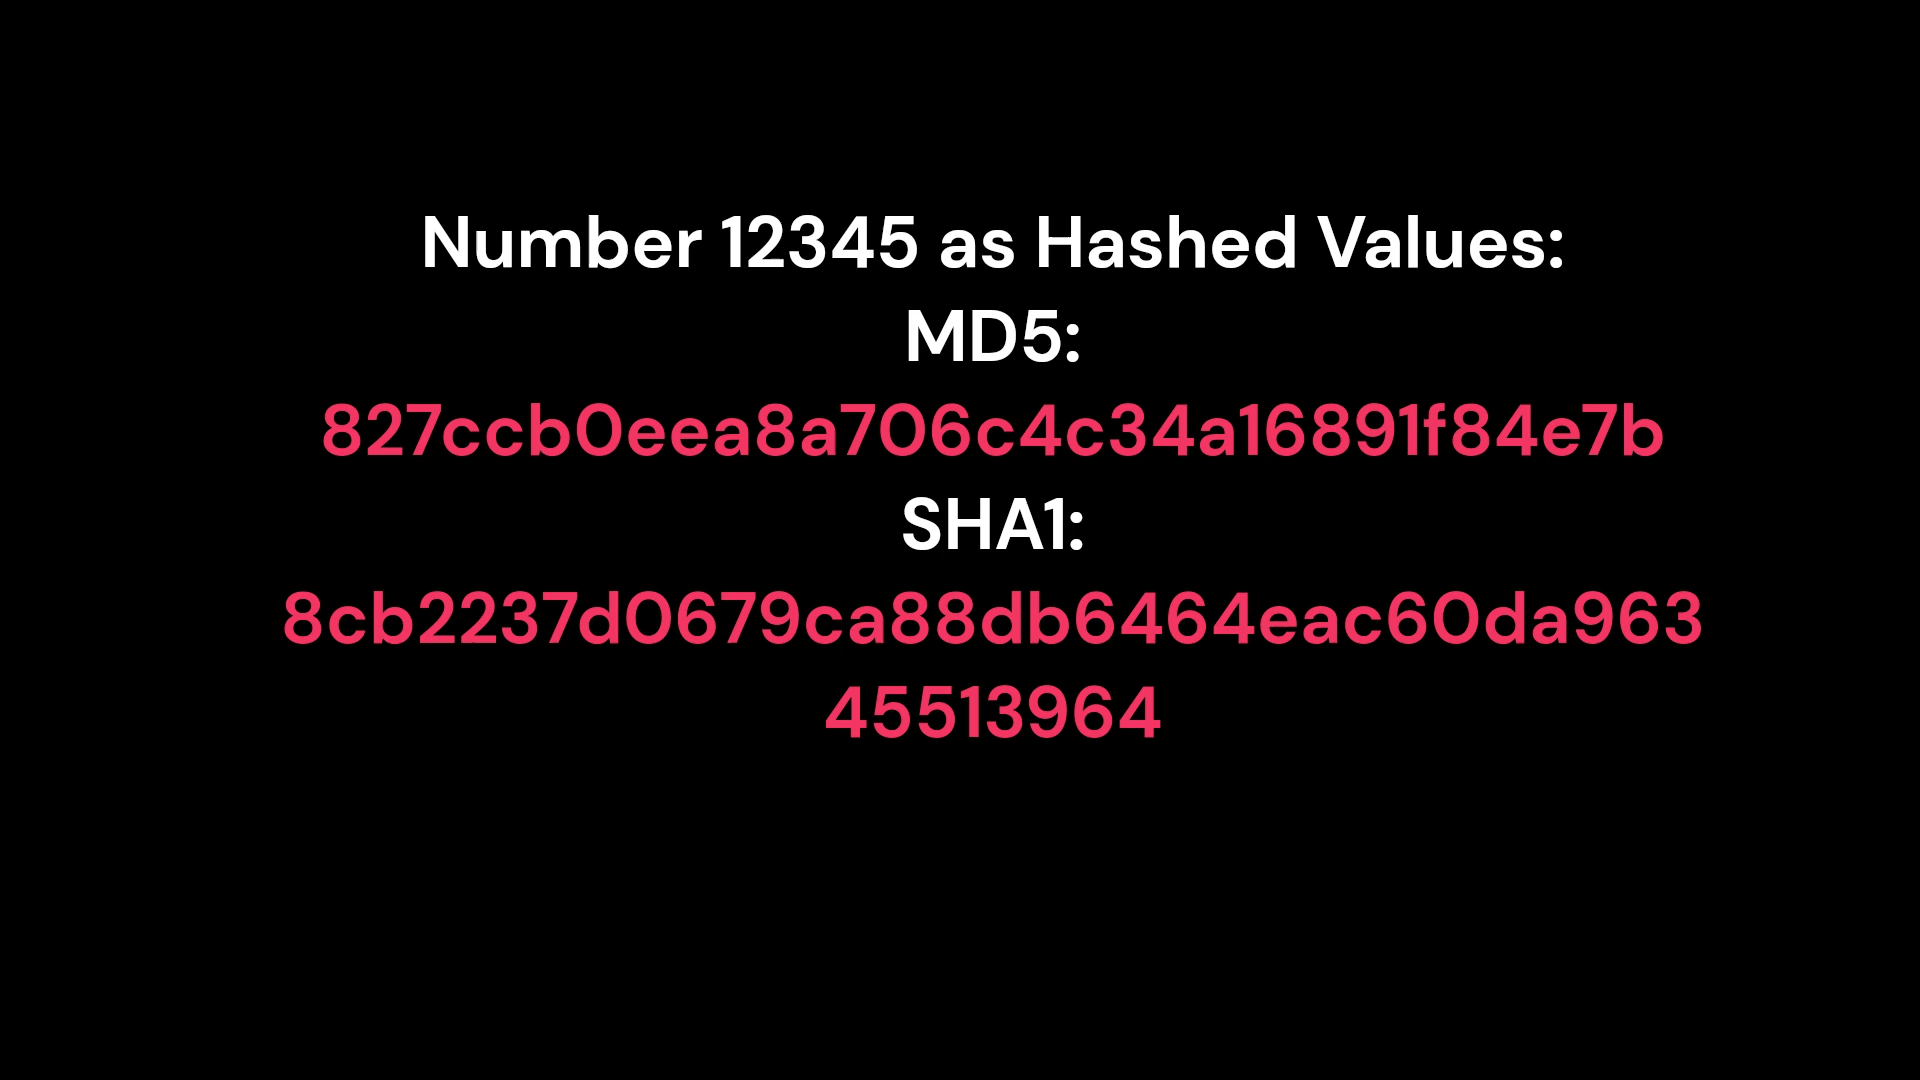 Number 12345 as Hashed Values:
MD5:
827ccb0eea8a706c4c34a16891f84e7b
SHA1:
8cb2237d0679ca88db6464eac60da963
45513964